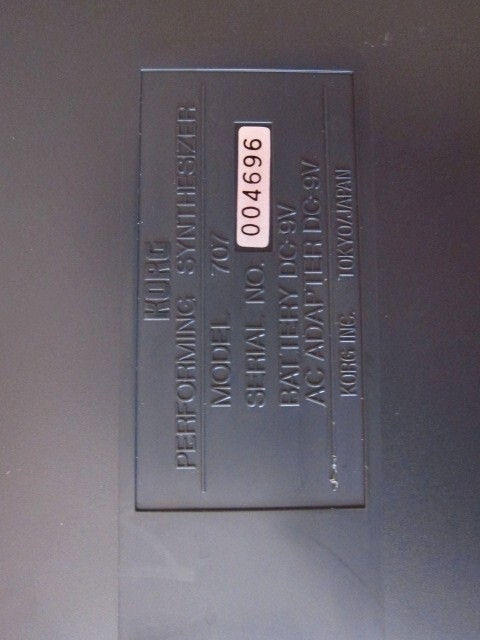 KORG
PERFORMING SYNTHESIZER
MODEL 707
SERIAL NO. 004696
BATTERY DC-9V
AC ADAPTER DC-9V
KORG INC. TOKYO/JAPAN